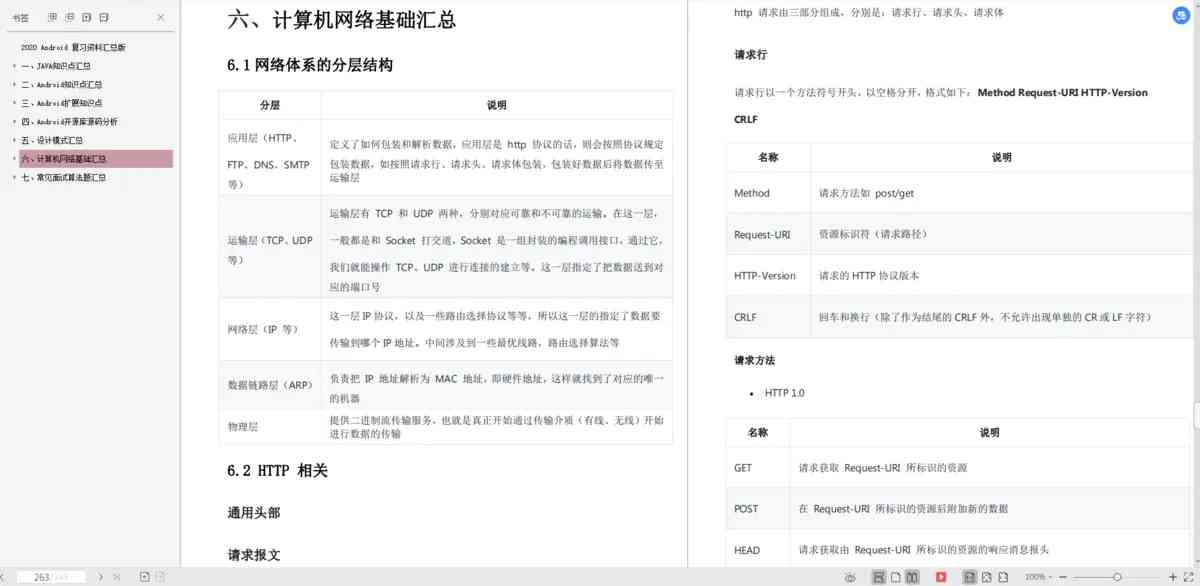 书签
2020 Android 复习资料汇总版
一、JAVA知识点汇总
二、Android知识点汇总
三、Android扩展知识点
四、Android开源库源码分析
五、设计模式汇总
六、计算机网络基础汇总
七、常见面试算法题汇总
六、计算机网络基础汇总
6.1 网络体系的分层结构
分层 说明
应用层（HTTP、
FTP、DNS、SMTP
等）
定义了如何包装和解析数据，应用层是 http 协议的话，则会按照协议规定
包装数据，如按照请求行、请求头、请求体包装，包装好数据后将数据传至
运输层
运输层（TCP、UDP
等）
运输层有 TCP 和 UDP 两种，分别对应可靠和不可靠的运输。在这一层，
一般都是和 Socket 打交道，Socket 是一组封装的编程调用接口，通过它，
我们就能操作 TCP、UDP 进行连接的建立等。这一层指定了把数据送到对
应的端口号
网络层（IP 等）
这一层IP协议，以及一些路由选择协议等等，所以这一层的指定了数据要
传输到哪个IP地址。中间涉及到一些最优线路，路由选择算法等
数据链路层（ARP）
负责把 IP 地址解析为 MAC 地址，即硬件地址，这样就找到了对应的唯一
的机器
物理层
提供二进制流传输服务，也就是真正开始通过传输介质（有线、无线）开始
进行数据的传输
6.2 HTTP 相关
通用头部
请求报文
http 请求由三部分组成，分别是：请求行、请求头、请求体
请求行
请求行以一个方法符号开头，以空格分开，格式如下：Method Request-URI HTTP-Version
CRLF
名称 说明
Method 请求方法如 post/get
Request-URI 资源标识符（请求路径）
HTTP-Version 请求的HTTP协议版本
CRLF 回车和换行（除了作为结尾的CRLF外，不允许出现单独的CR或LF字符）
请求方法
• HTTP 1.0
名称 说明
GET 请求获取 Request-URI 所标识的资源
POST 在 Request-URI 所标识的资源后附加新的数据
HEAD 请求获取由 Request-URI 所标识的资源的响应消息报头
263
100%